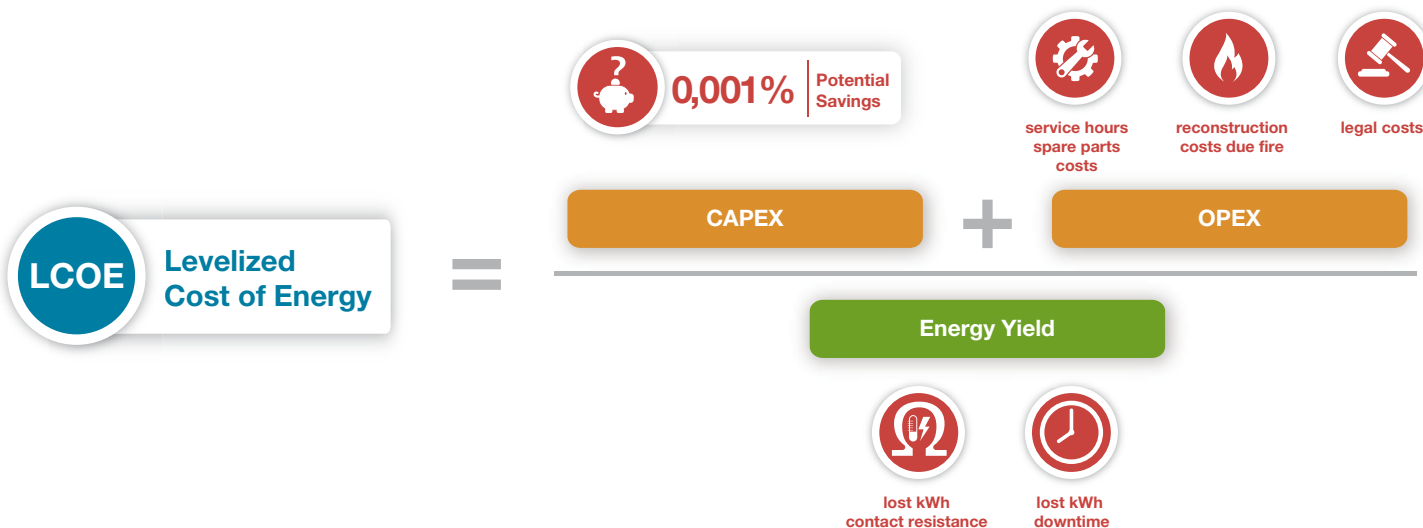 ?
0,001%
Potential
Savings
service hours
spare parts
costs
reconstruction
costs due fire
legal costs
CAPEX
+
OPEX
LCOE
Levelized
Cost of Energy
=
Energy Yield
Ω
lost kWh
contact resistance
lost kWh
downtime